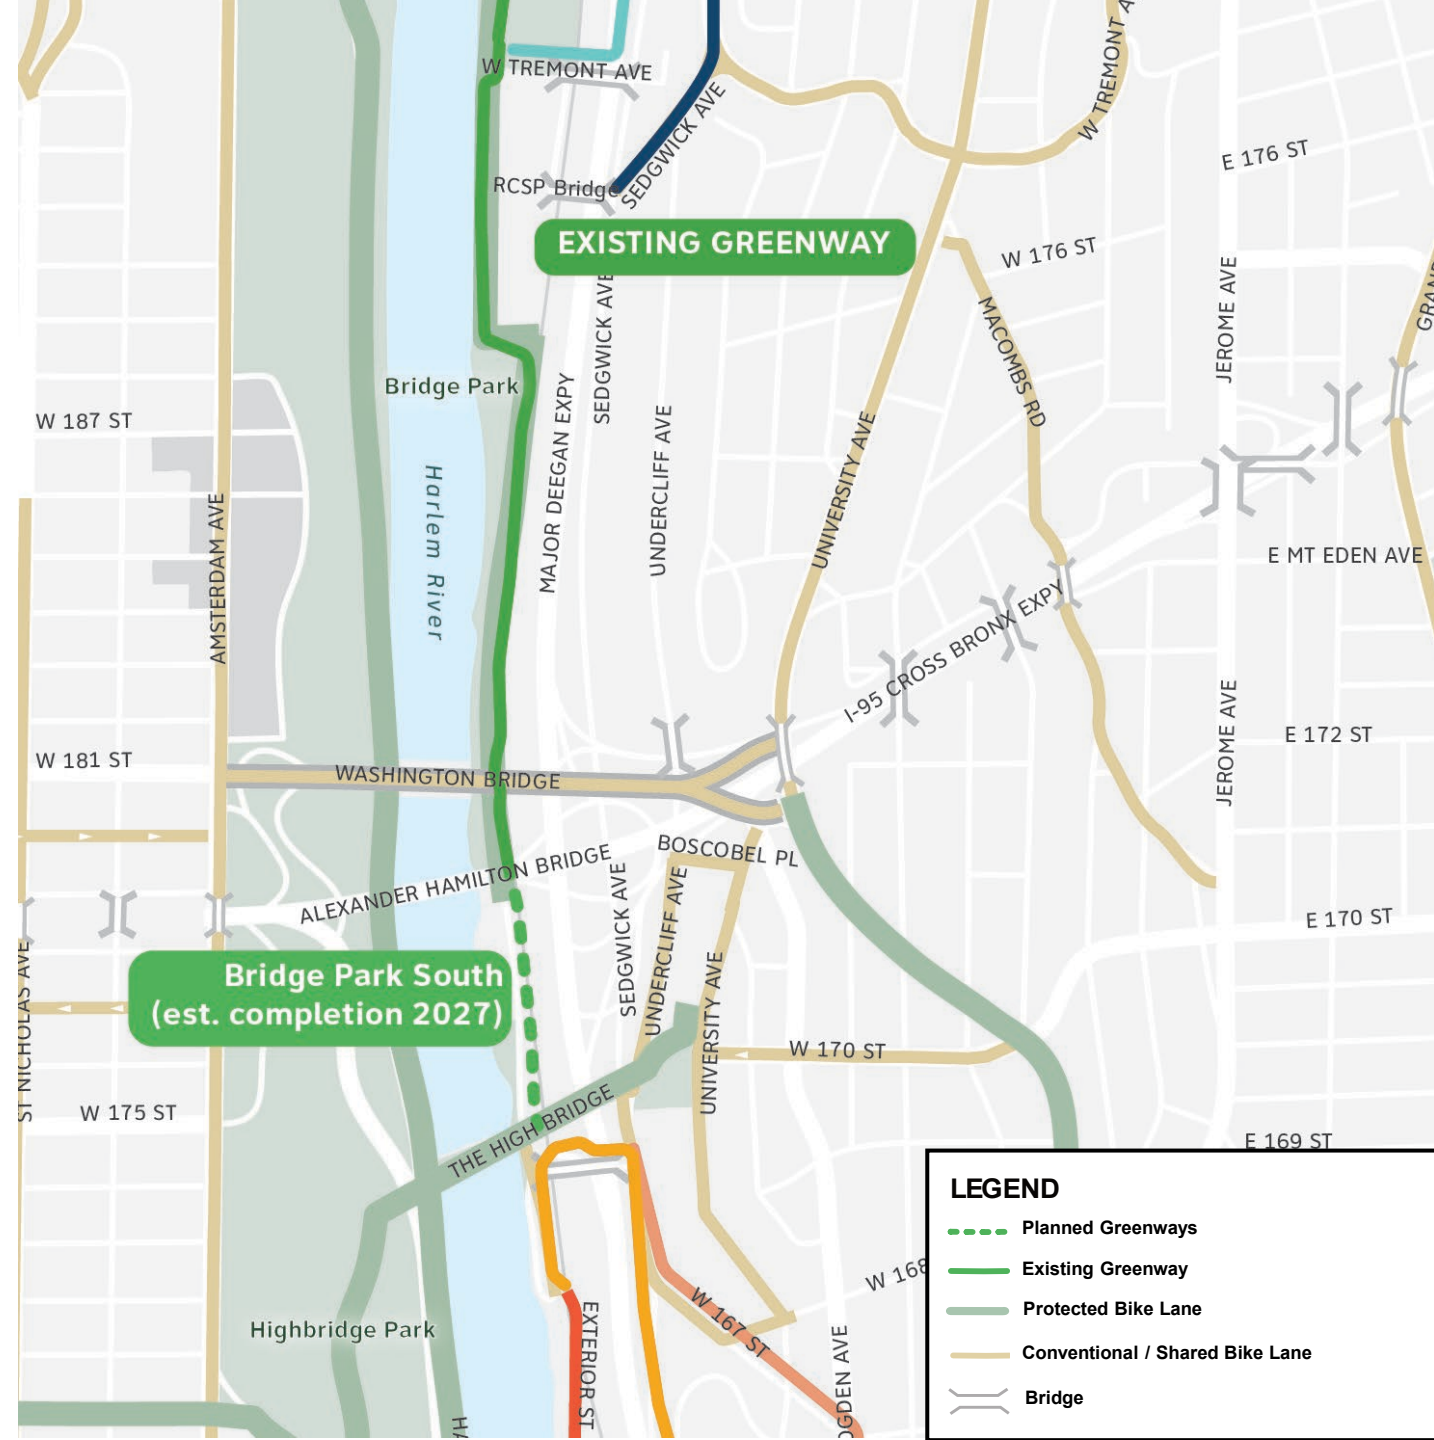 W TREMONT AVE
W TREMONT A
SEDGWICK AVE
E 176 ST
RCSP Bridge
EXISTING GREENWAY
W 176 ST
JEROME AVE
SEDGWICK AVE
MACOMBS RD
GRAN
Bridge Park
MAJOR DEEGAN EXPY
UNDERCLIFF AVE
UNIVERSITY AVE
W 187 ST
Harlem River
AMSTERDAM AVE
E MT EDEN AVE
I-95 CROSS BRONX EXPY
JEROME AVE
E 172 ST
W 181 ST
WASHINGTON BRIDGE
BOSCOBEL PL
ALEXANDER HAMILTON BRIDGE
SEDGWICK AVE
UNDERCLIFF AVE
E 170 ST
ST NICHOLAS AVE
Bridge Park South
(est. completion 2027)
UNIVERSITY AVE
W 170 ST
W 175 ST
THE HIGH BRIDGE
E 169 ST
W 168
W 167 ST
Highbridge Park
EXTERIOR ST
OGDEN AVE
HA
LEGEND
Planned Greenways
Existing Greenway
Protected Bike Lane
Conventional / Shared Bike Lane
Bridge